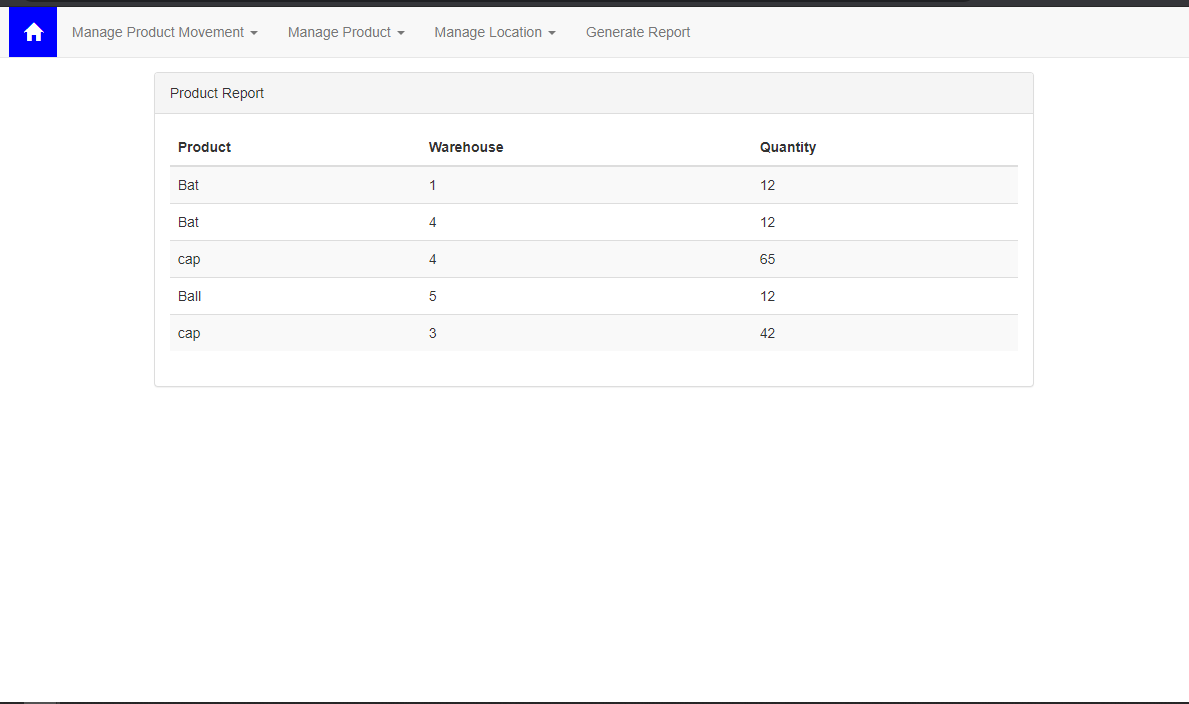 Manage Product Movement Manage Product Manage Location Generate Report
Product Report
Product Warehouse Quantity
Bat 1 12
Bat 4 12
cap 4 65
Ball 5 12
cap 3 42